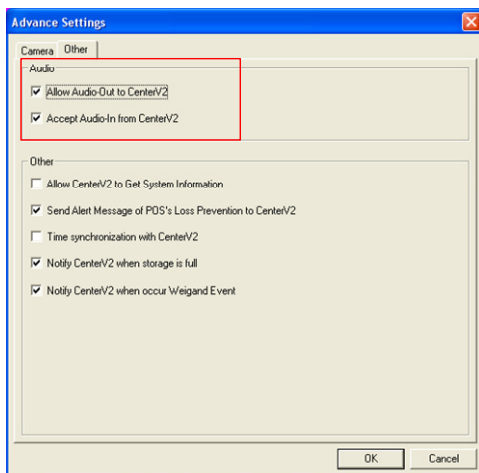 Advance Settings
Camera Other
Audio
Allow Audio-Out to CenterV2
Accept Audio-In from CenterV2
Other
Allow CenterV2 to Get System Information
Send Alert Message of POS's Loss Prevention to CenterV2
Time synchronization with CenterV2
Notify CenterV2 when storage is full
Notify CenterV2 when occur Weigand Event
OK Cancel